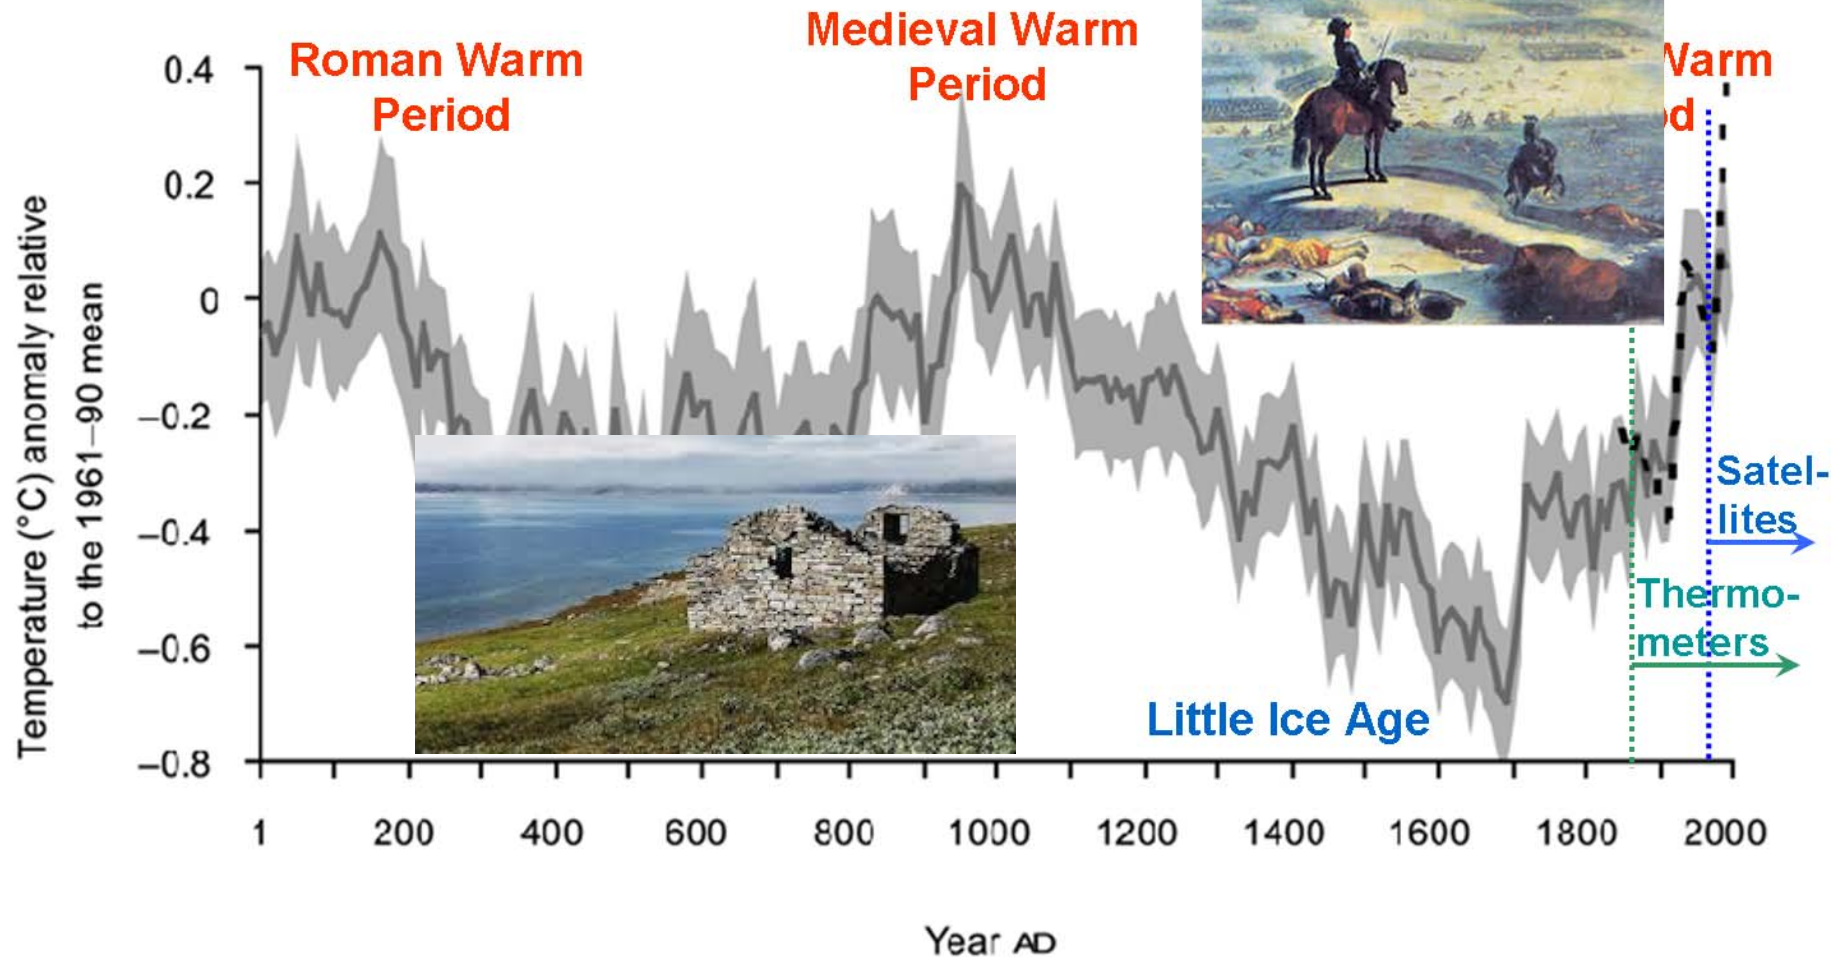 Roman Warm
Period
Medieval Warm
Period
Warm
od
0.4
0.2
0
−0.2
−0.4
−0.6
−0.8
Temperature (°C) anomaly relative
to the 1961–90 mean
Satel-
lites
Thermo-
meters
Little Ice Age
1 200 400 600 800 1000 1200 1400 1600 1800 2000
Year AD